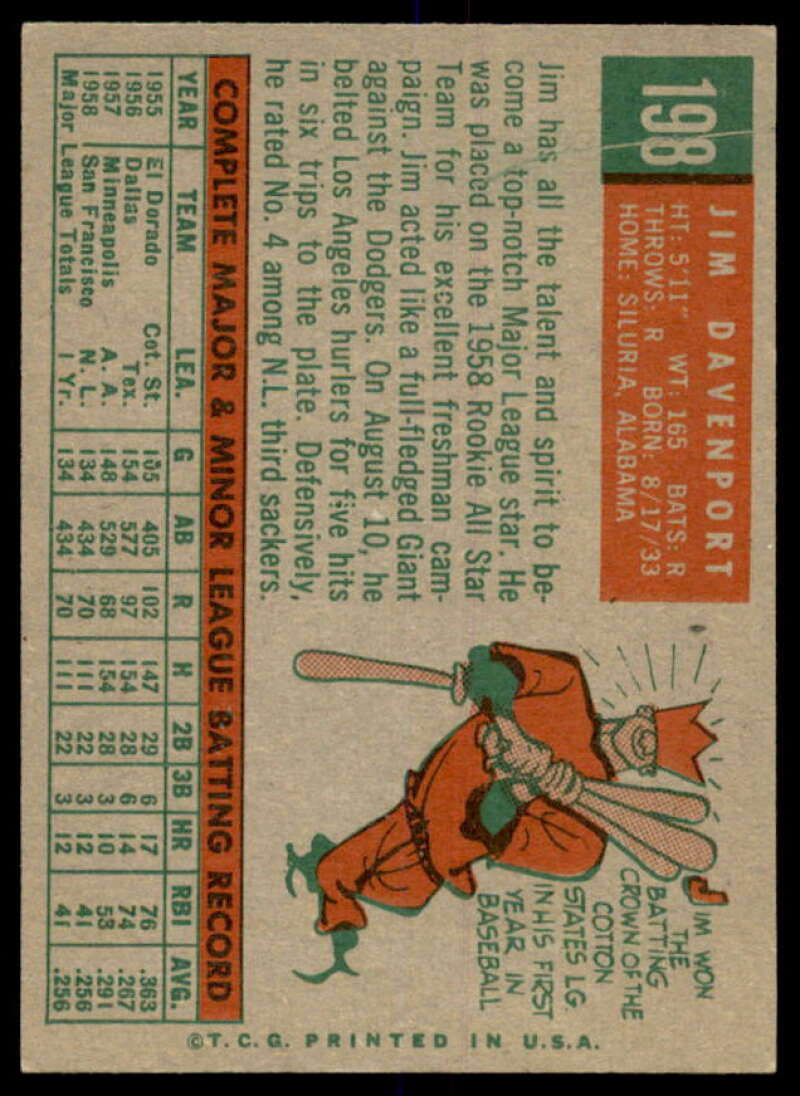 198
JIM DAVENPORT
HT: 5'11" WT: 165 BATS: R
THROWS: R BORN: 8/17/33
HOME: SILURIA, ALABAMA
Jim has all the talent and spirit to be-
come a top-notch Major League star. He
was placed on the 1958 Rookie All Star
Team for his excellent freshman cam-
paign. Jim acted like a full-fledged Giant
against the Dodgers. On August 10, he
belted Los Angeles hurlers for five hits
in six trips to the plate. Defensively,
he rated No. 4 among N.L. third sackers.
JIM WON
THE
BATTING
CROWN OF THE
COTTON
STATES LG.
IN HIS FIRST
YEAR IN
BASEBALL
COMPLETE MAJOR & MINOR LEAGUE BATTING RECORD
YEAR TEAM LEA. G AB R H 2B 3B HR RBI AVG.
1955 El Dorado Cot. St. 105 405 102 147 29 6 17 76 .363
1956 Dallas Tex. 154 577 97 154 28 6 14 74 .267
1957 Minneapolis A. A. 148 529 68 154 28 3 10 53 .291
1958 San Francisco N. L. 134 434 70 111 22 3 12 41 .256
Major League Totals 1 Yr. 134 434 70 111 22 3 12 41 .256
© T. C. G. PRINTED IN U.S.A.